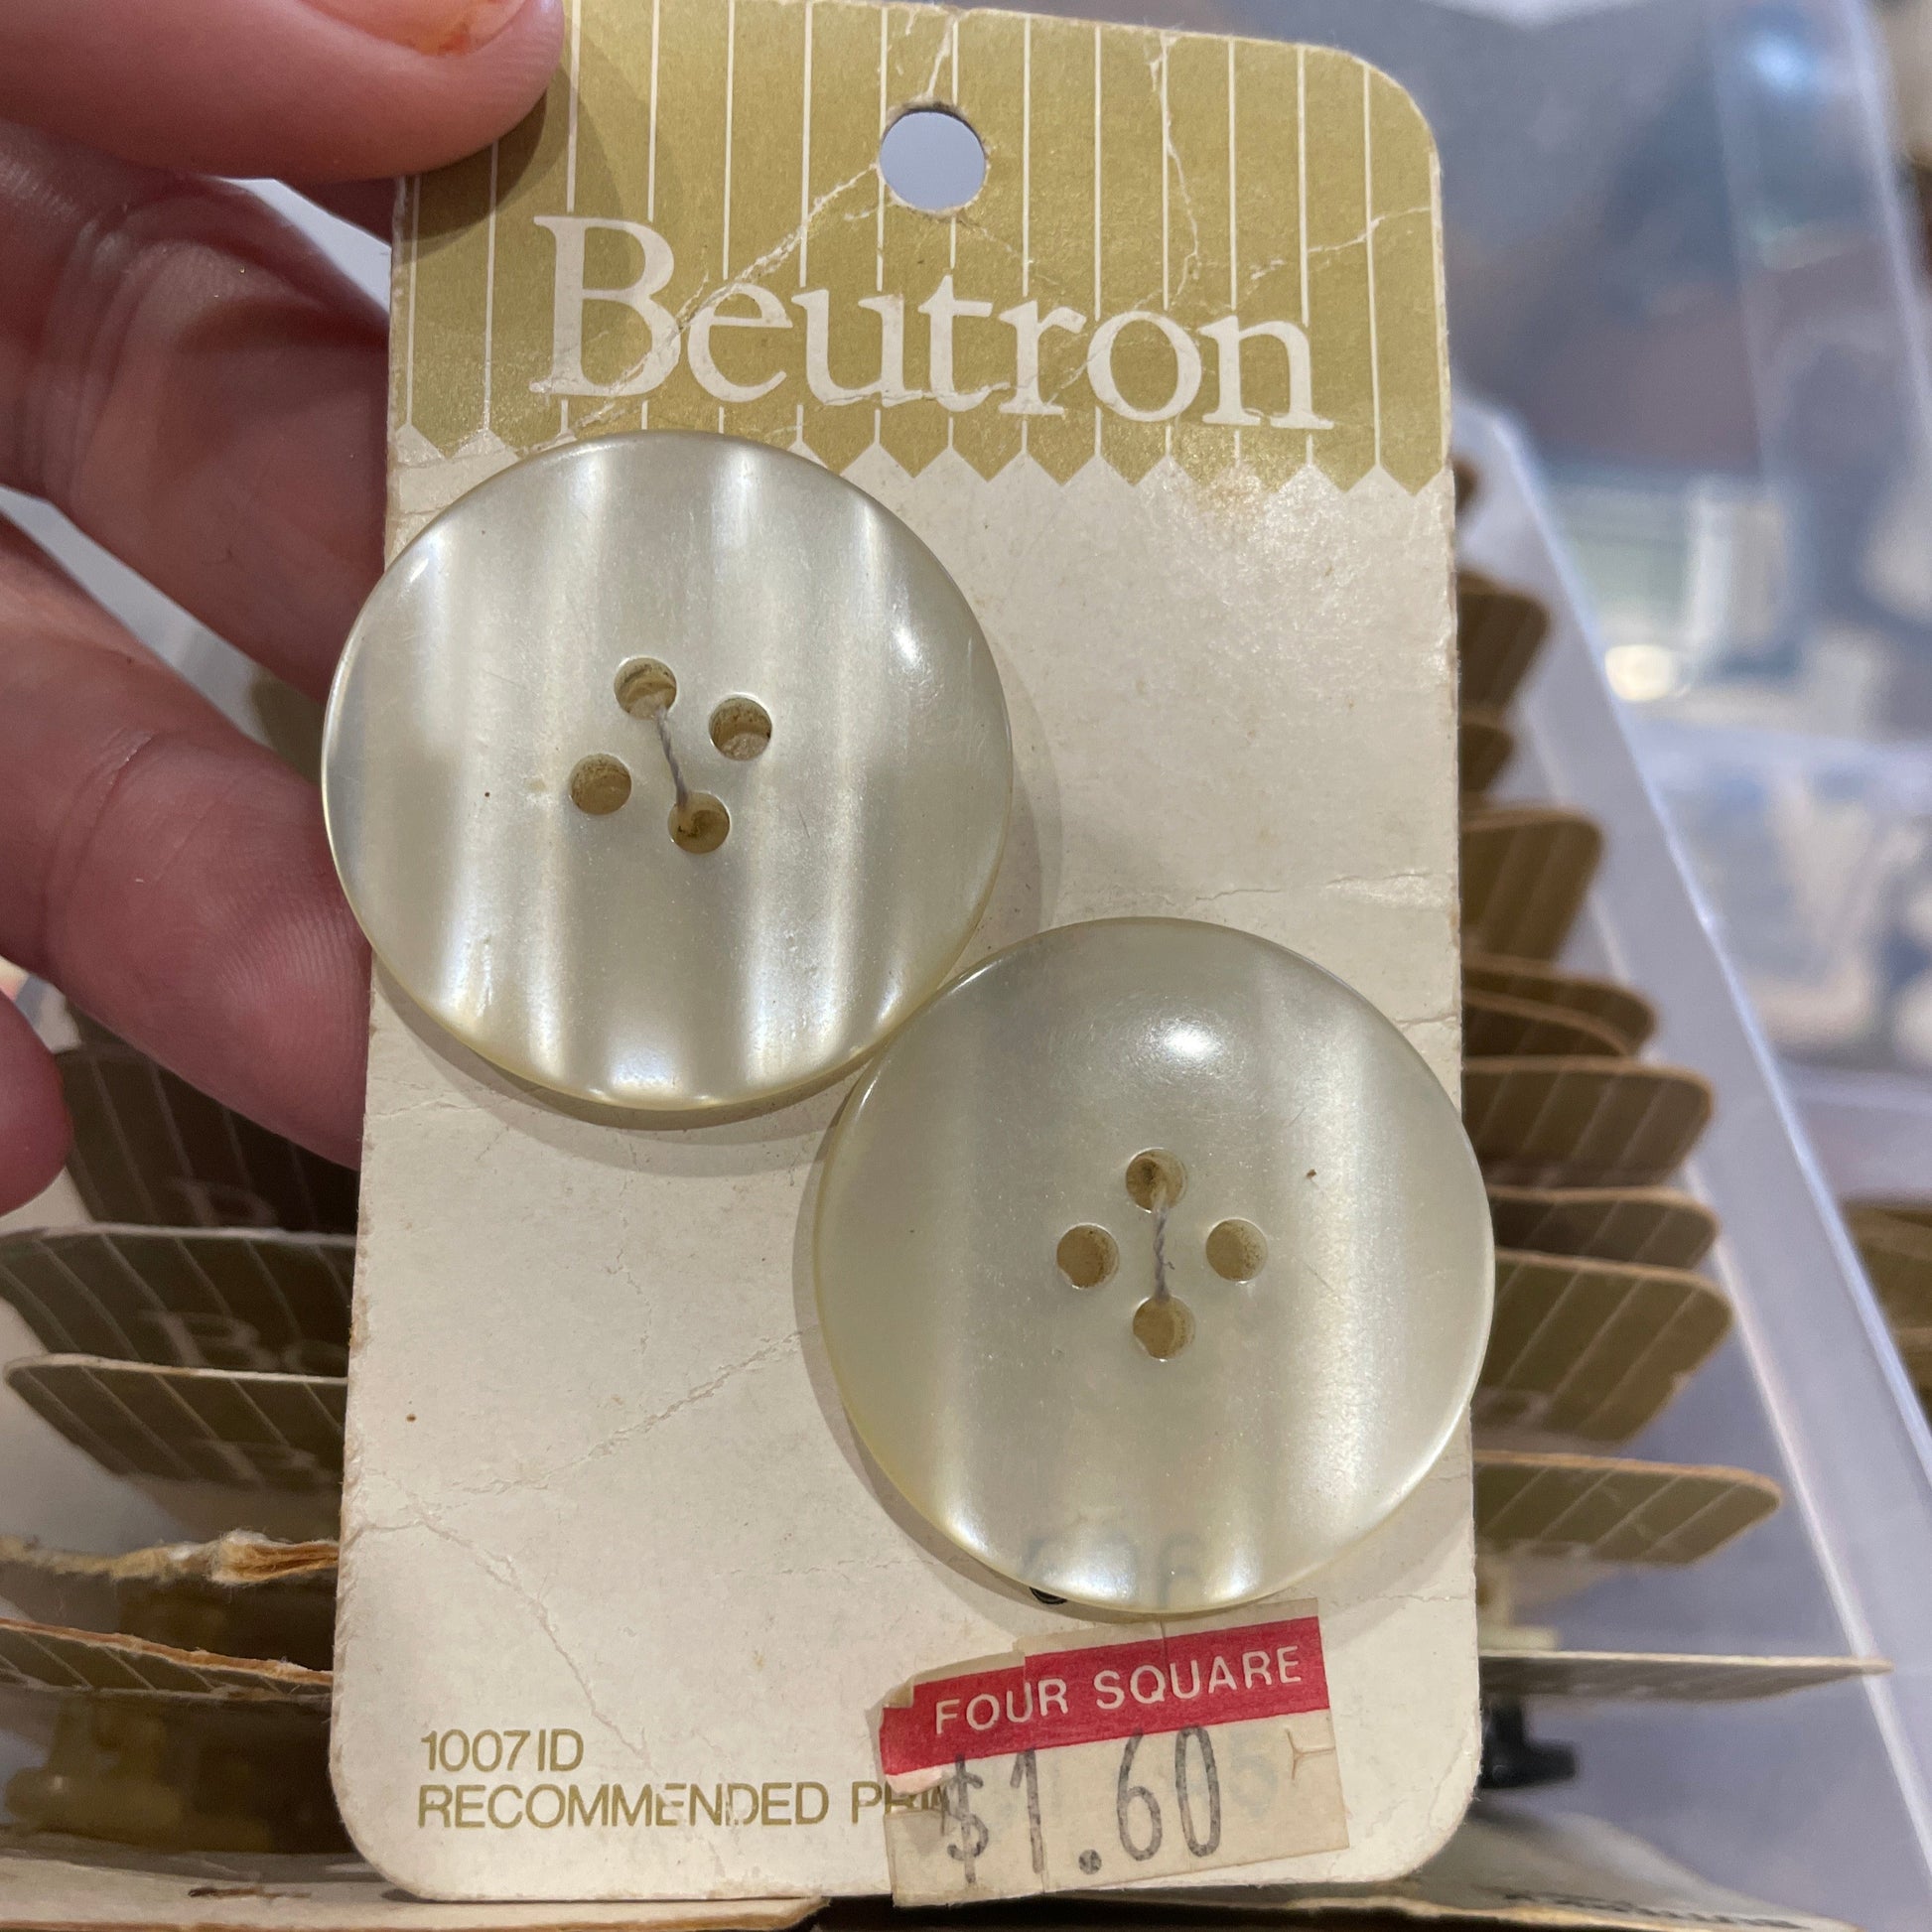 Beutron
FOUR SQUARE
$1.60
1007ID
RECOMMENDED